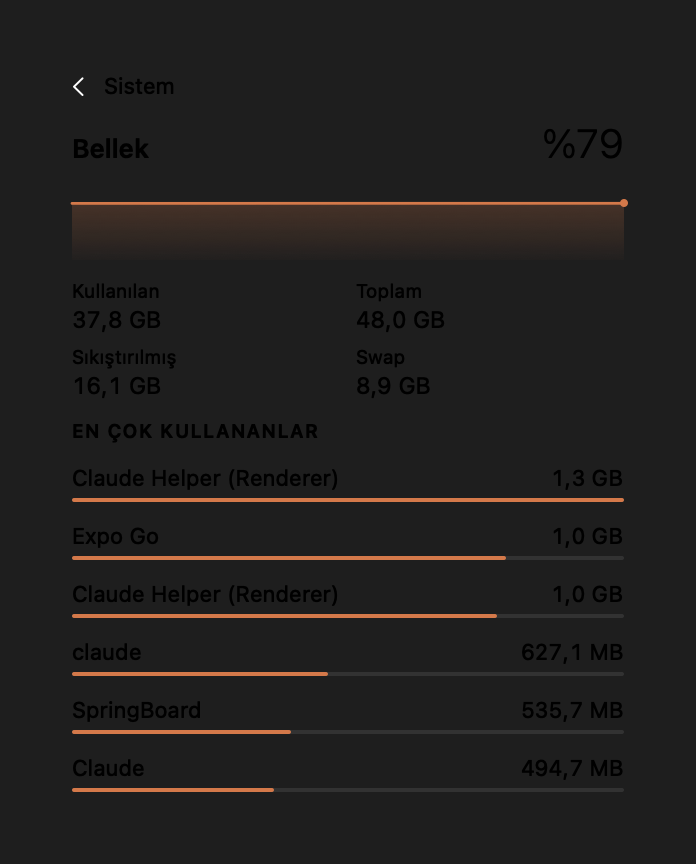 Sistem
Bellek %79
Kullanılan Toplam
37,8 GB 48,0 GB
Sıkıştırılmış Swap
16,1 GB 8,9 GB
EN ÇOK KULLANANLAR
Claude Helper (Renderer) 1,3 GB
Expo Go 1,0 GB
Claude Helper (Renderer) 1,0 GB
claude 627,1 MB
SpringBoard 535,7 MB
Claude 494,7 MB